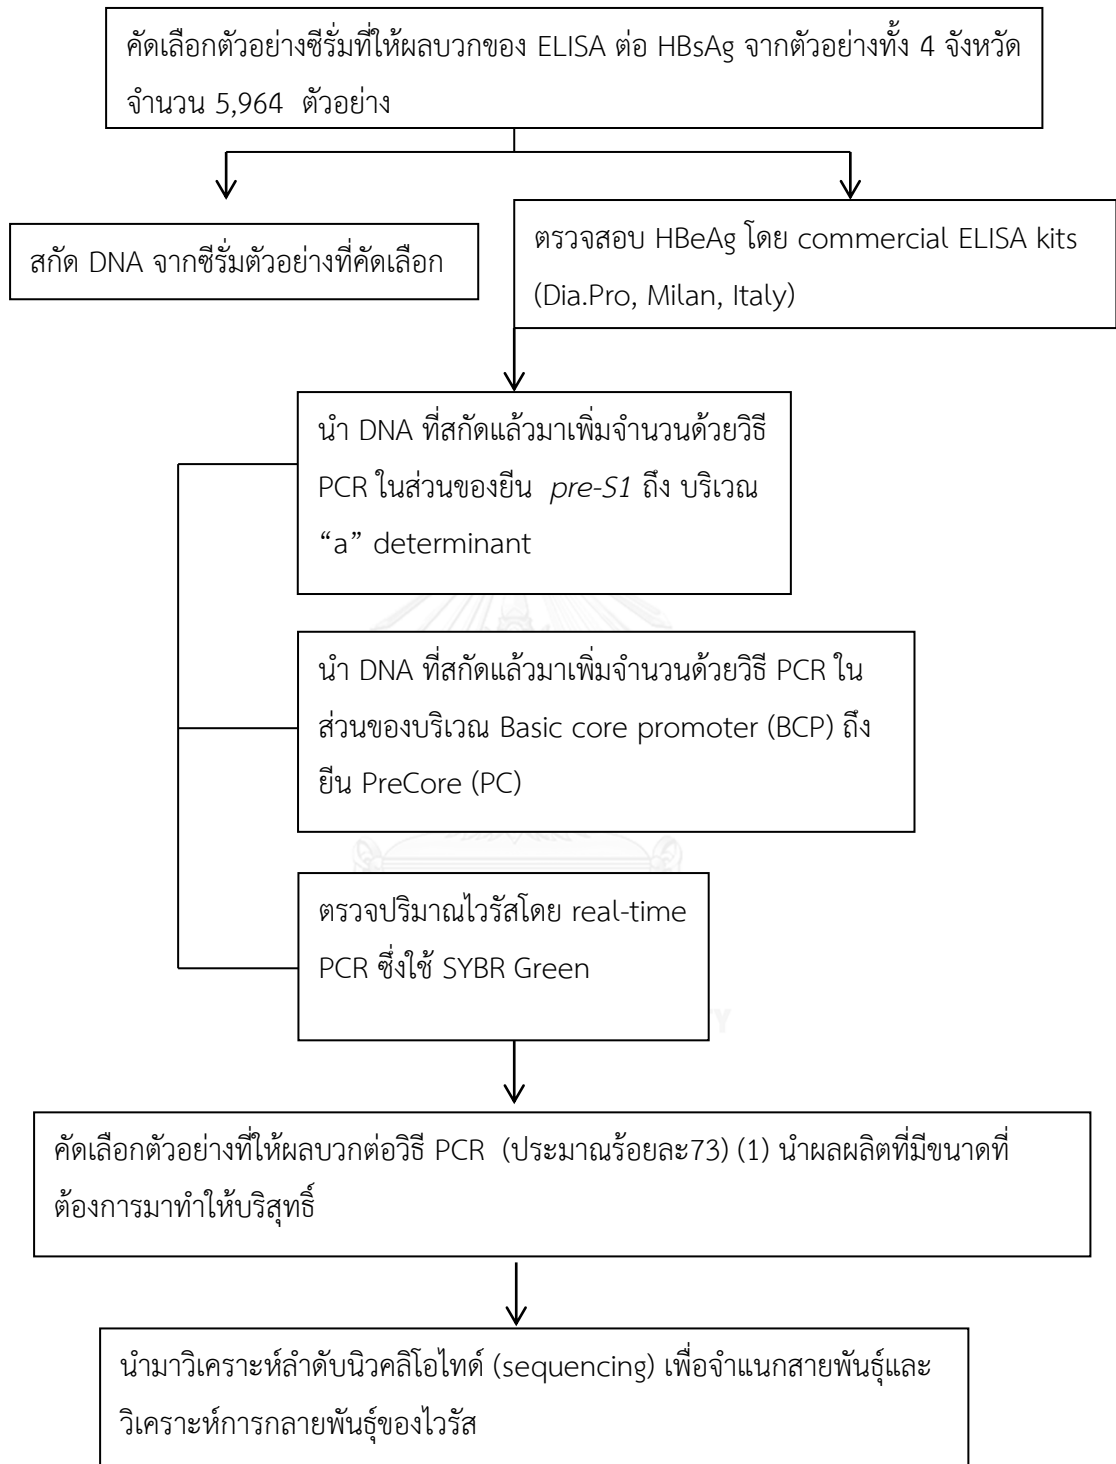 คัดเลือกตัวอย่างซีรั่มที่ให้ผลบวกของ ELISA ต่อ HBsAg จากตัวอย่างทั้ง 4 จังหวัด
จำนวน 5,964 ตัวอย่าง
สกัด DNA จากซีรั่มตัวอย่างที่คัดเลือก
ตรวจสอบ HBeAg โดย commercial ELISA kits
(Dia.Pro, Milan, Italy)
นำ DNA ที่สกัดแล้วมาเพิ่มจำนวนด้วยวิธี
PCR ในส่วนของยีน pre-S1 ถึง บริเวณ
“a” determinant
นำ DNA ที่สกัดแล้วมาเพิ่มจำนวนด้วยวิธี PCR ใน
ส่วนของบริเวณ Basic core promoter (BCP) ถึง
ยีน PreCore (PC)
ตรวจปริมาณไวรัสโดย real-time
PCR ซึ่งใช้ SYBR Green
คัดเลือกตัวอย่างที่ให้ผลบวกต่อวิธี PCR (ประมาณร้อยละ73) (1) นำผลผลิตที่มีขนาดที่
ต้องการมาทำให้บริสุทธิ์
นำมาวิเคราะห์ลำดับนิวคลิโอไทด์ (sequencing) เพื่อจำแนกสายพันธุ์และ
วิเคราะห์การกลายพันธุ์ของไวรัส